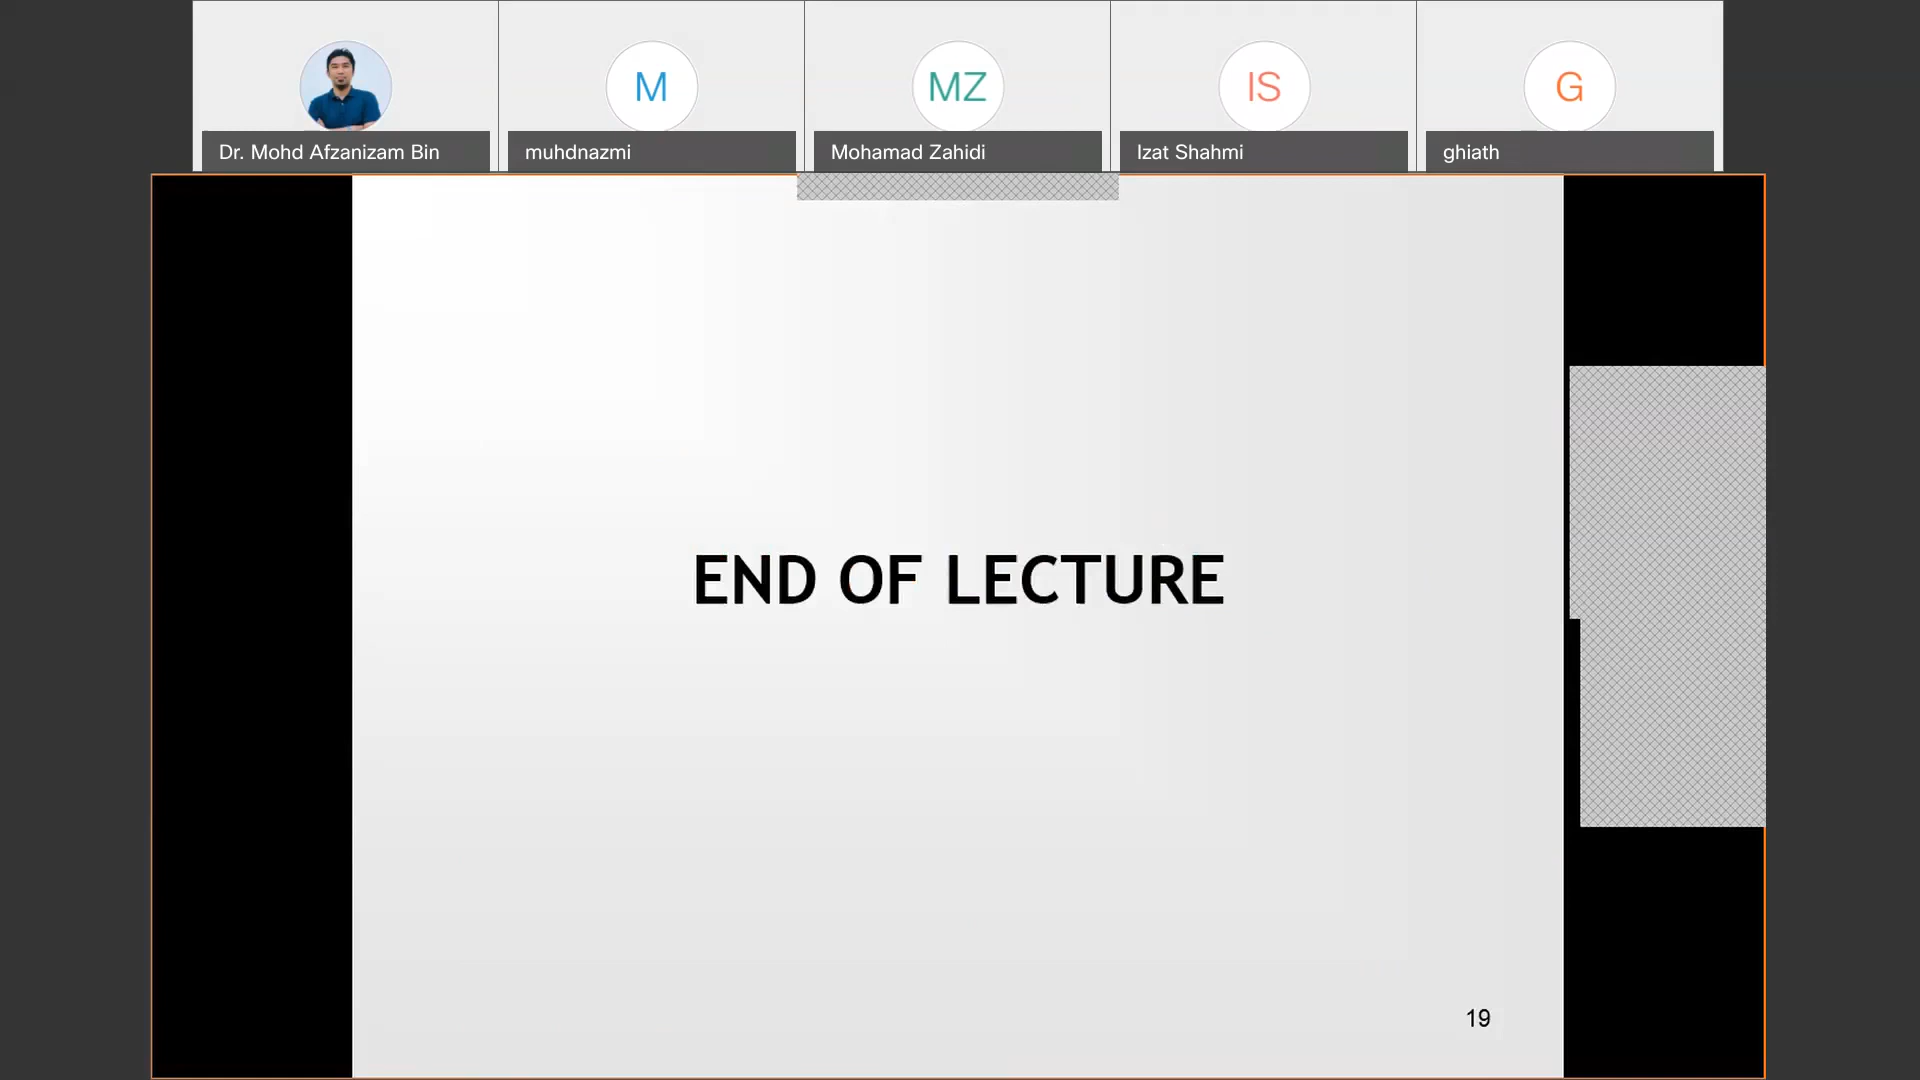 M
MZ
IS
G
Dr. Mohd Afzanizam Bin
muhdnazmi
Mohamad Zahidi
Izat Shahmi
ghiath
END OF LECTURE
19